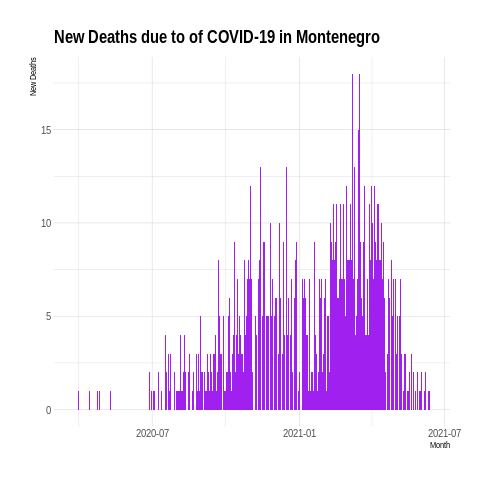 New Deaths due to of COVID-19 in Montenegro
New Deaths
15
10
5
0
2020-07
2021-01
2021-07
Month